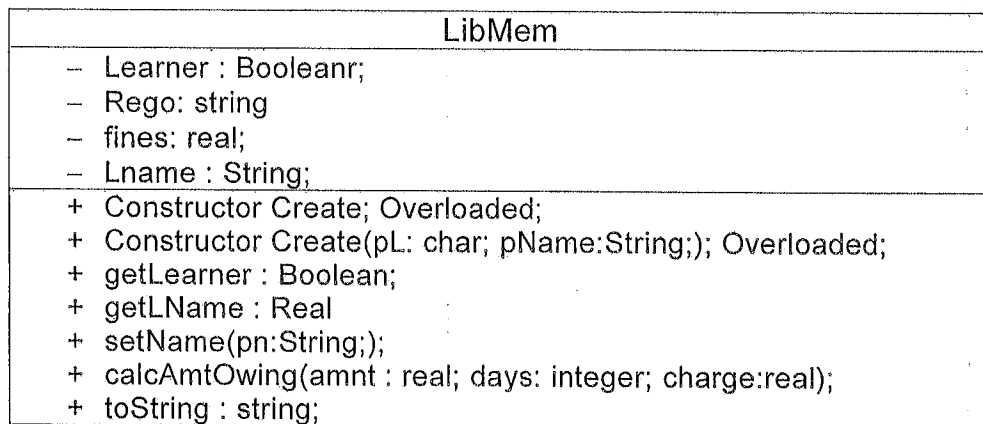 LibMem
– Learner : Booleanr;
– Rego: string
– fines: real;
– Lname : String;
+ Constructor Create; Overloaded;
+ Constructor Create(pL: char; pName:String;); Overloaded;
+ getLearner : Boolean;
+ getLName : Real
+ setName(pn:String;);
+ calcAmtOwing(amnt : real; days: integer; charge:real);
+ toString : string;